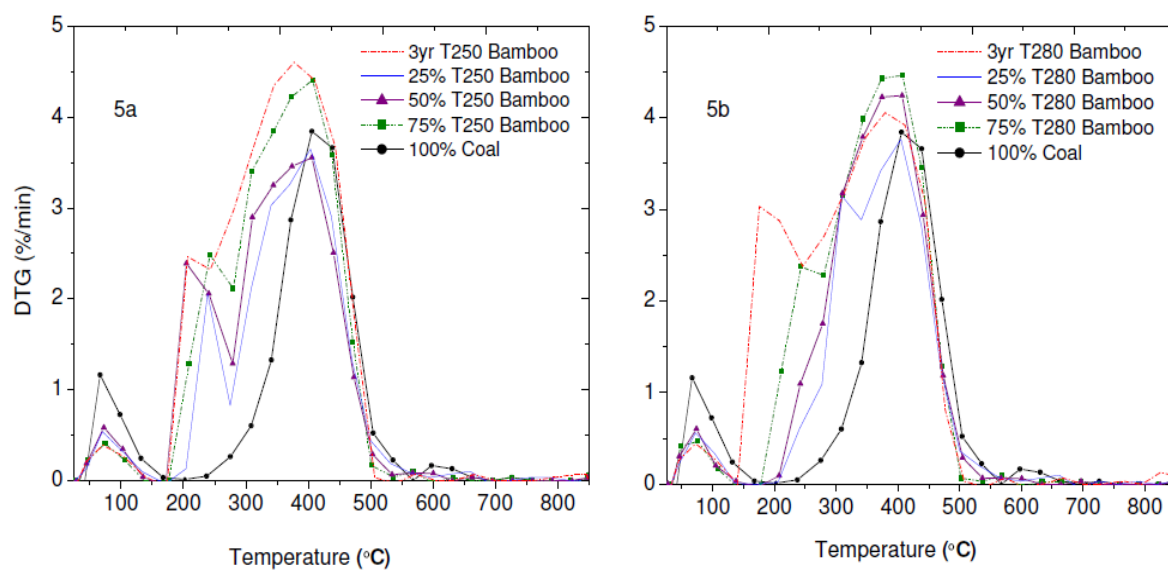 5
4
3
2
1
0
DTG (%/min)
5a
3yr T250 Bamboo
25% T250 Bamboo
50% T250 Bamboo
75% T250 Bamboo
100% Coal
100 200 300 400 500 600 700 800
Temperature (°C)
5
4
3
2
1
0
5b
3yr T280 Bamboo
25% T280 Bamboo
50% T280 Bamboo
75% T280 Bamboo
100% Coal
100 200 300 400 500 600 700 800
Temperature (°C)